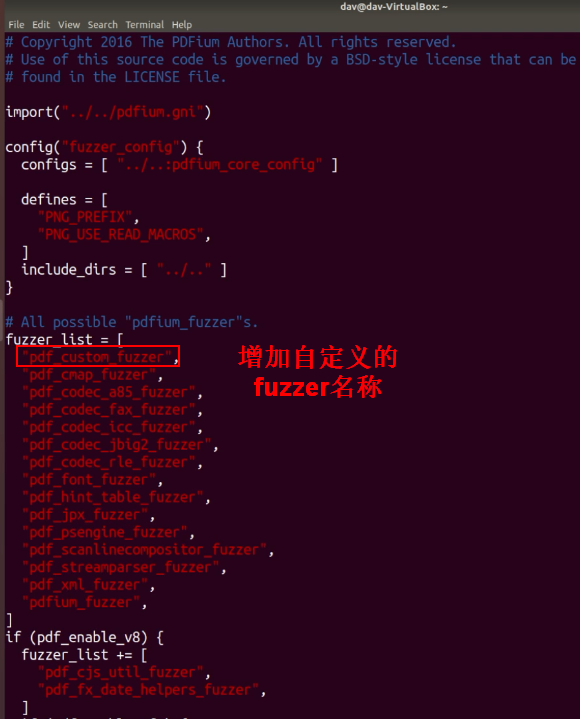 dav@dav-VirtualBox: ~
File Edit View Search Terminal Help
# Copyright 2016 The PDFium Authors. All rights reserved.
# Use of this source code is governed by a BSD-style license that can be
# found in the LICENSE file.
import("../../pdfium.gni")
config("fuzzer_config") {
configs = [ "../..:pdfium_core_config" ]
defines = [
"PNG_PREFIX",
"PNG_USE_READ_MACROS",
]
include_dirs = [ "../.." ]
}
# All possible "pdfium_fuzzer"s.
fuzzer_list = [
"pdf_custom_fuzzer",
"pdf_cmap_fuzzer",
"pdf_codec_a85_fuzzer",
"pdf_codec_fax_fuzzer",
"pdf_codec_icc_fuzzer",
"pdf_codec_jbig2_fuzzer",
"pdf_codec_rle_fuzzer",
"pdf_font_fuzzer",
"pdf_hint_table_fuzzer",
"pdf_jpx_fuzzer",
"pdf_psengine_fuzzer",
"pdf_scanlinecompositor_fuzzer",
"pdf_streamparser_fuzzer",
"pdf_xml_fuzzer",
"pdfium_fuzzer",
]
增加自定义的
fuzzer名称
if (pdf_enable_v8) {
fuzzer_list += [
"pdf_cjs_util_fuzzer",
"pdf_fx_date_helpers_fuzzer",
]